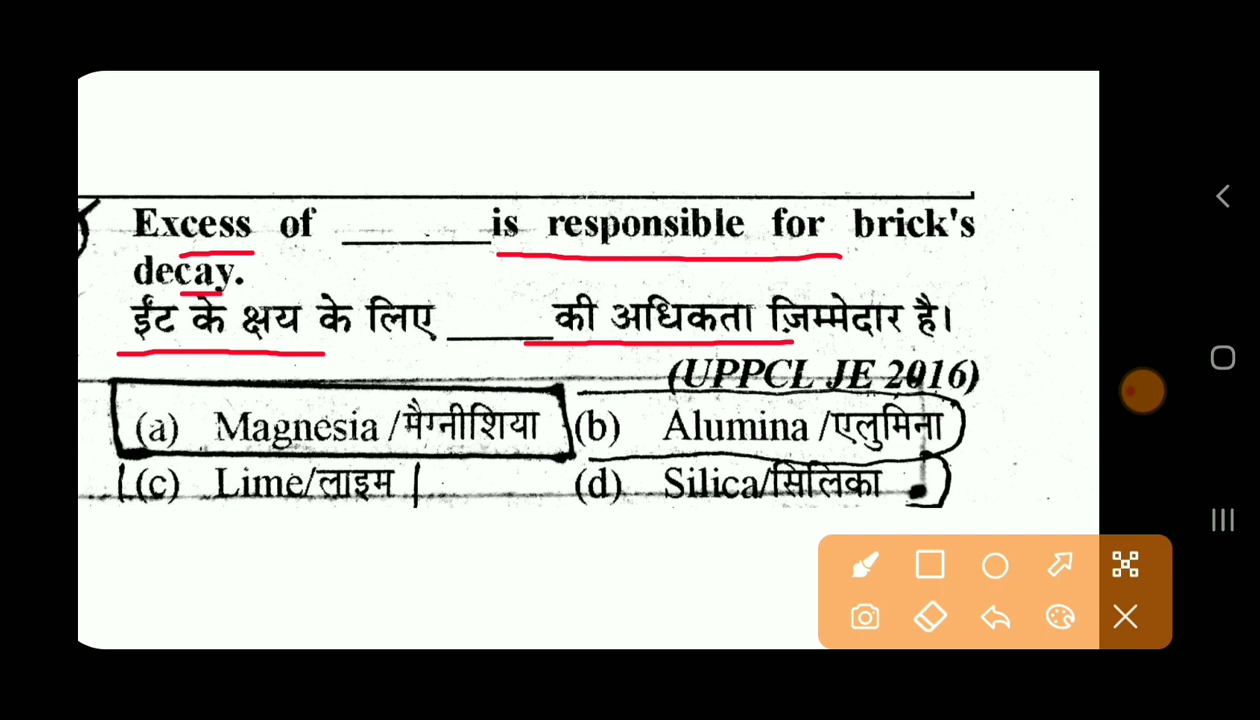 Excess of ______ is responsible for brick's
decay.
ईंट के क्षय के लिए _____ की अधिकता ज़िम्मेदार है।
(UPPCL JE 2016)
(a) Magnesia /मैग्नीशिया (b) Alumina /एलुमिना
(c) Lime/लाइम (d) Silica/सिलिका